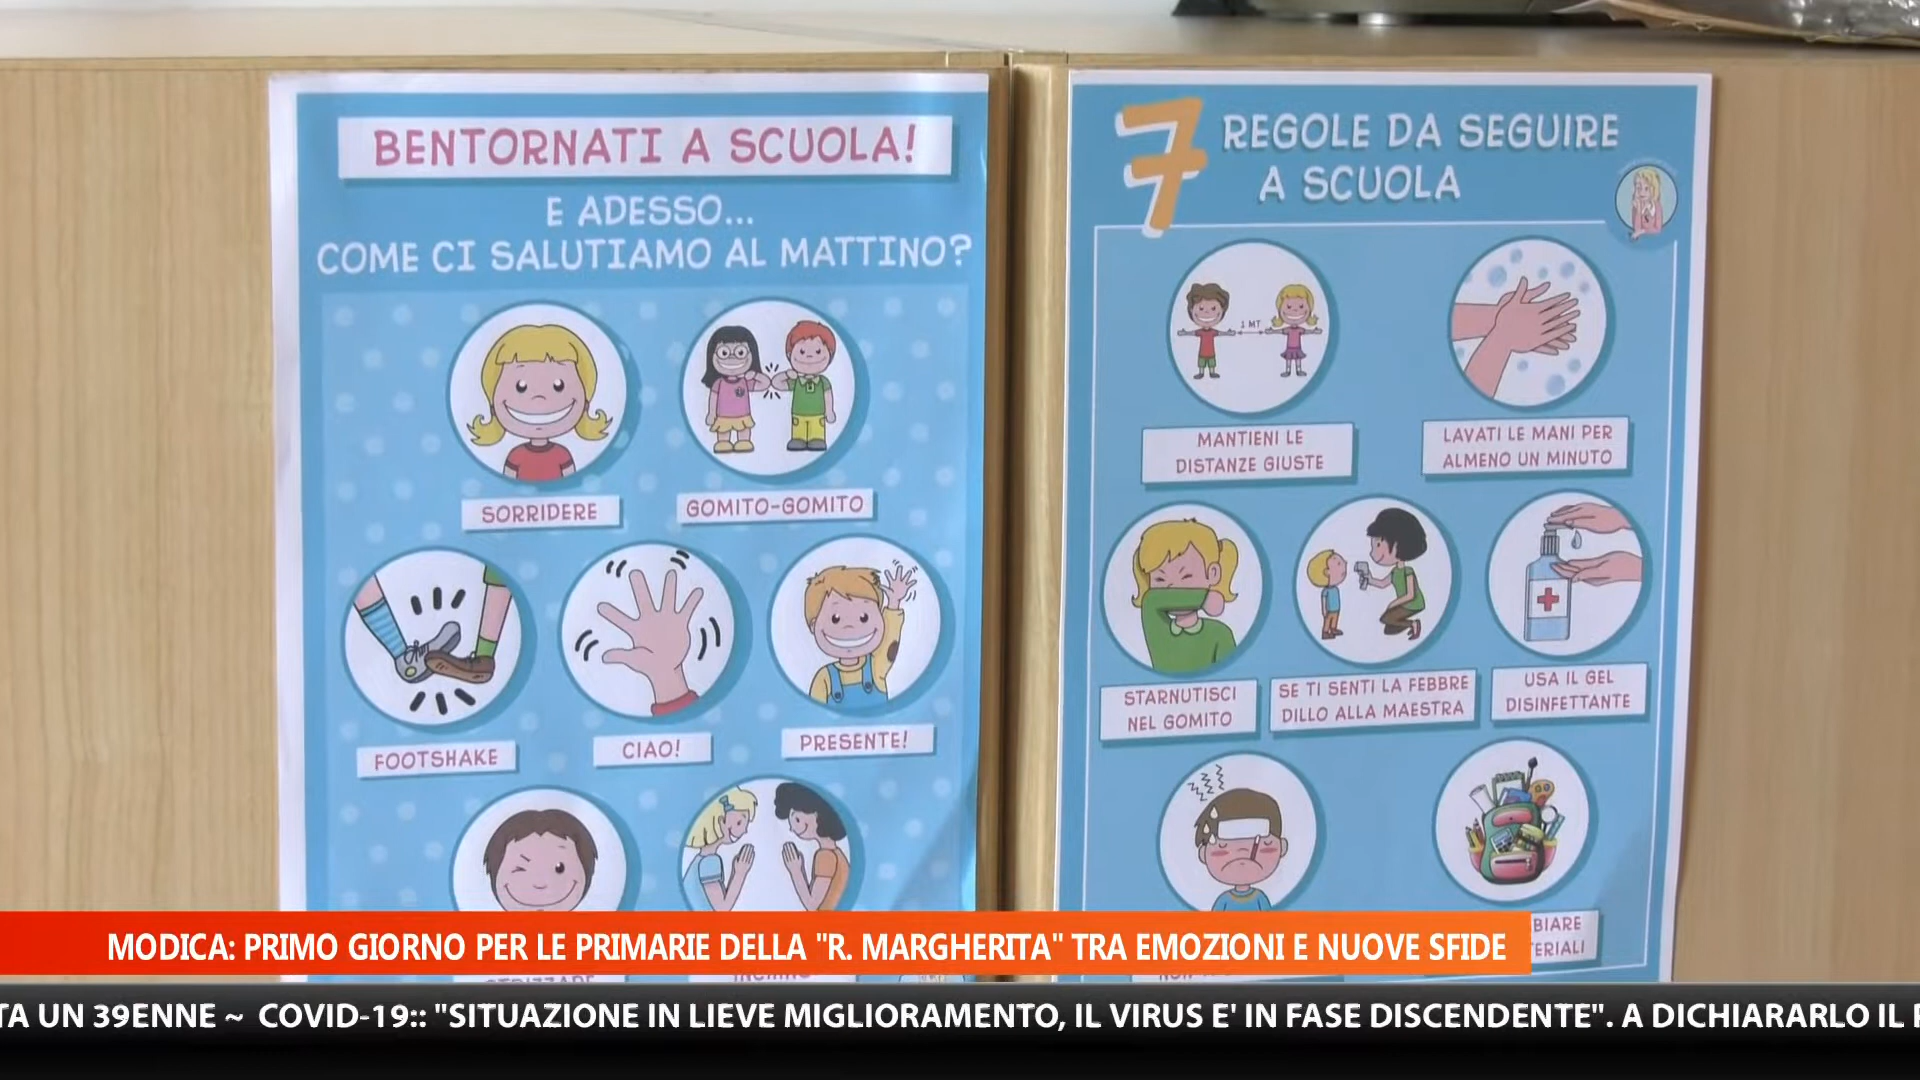 BENTORNATI A SCUOLA!
E ADESSO...
COME CI SALUTIAMO AL MATTINO?
SORRIDERE
GOMITO-GOMITO
FOOTSHAKE
CIAO!
PRESENTE!
7 REGOLE DA SEGUIRE
A SCUOLA
1 MT
MANTIENI LE
DISTANZE GIUSTE
LAVATI LE MANI PER
ALMENO UN MINUTO
STARNUTISCI
NEL GOMITO
SE TI SENTI LA FEBBRE
DILLO ALLA MAESTRA
USA IL GEL
DISINFETTANTE
BIARE
ERIALI
MODICA: PRIMO GIORNO PER LE PRIMARIE DELLA "R. MARGHERITA" TRA EMOZIONI E NUOVE SFIDE
TA UN 39ENNE ~ COVID-19:: "SITUAZIONE IN LIEVE MIGLIORAMENTO, IL VIRUS E' IN FASE DISCENDENTE". A DICHIARARLO IL